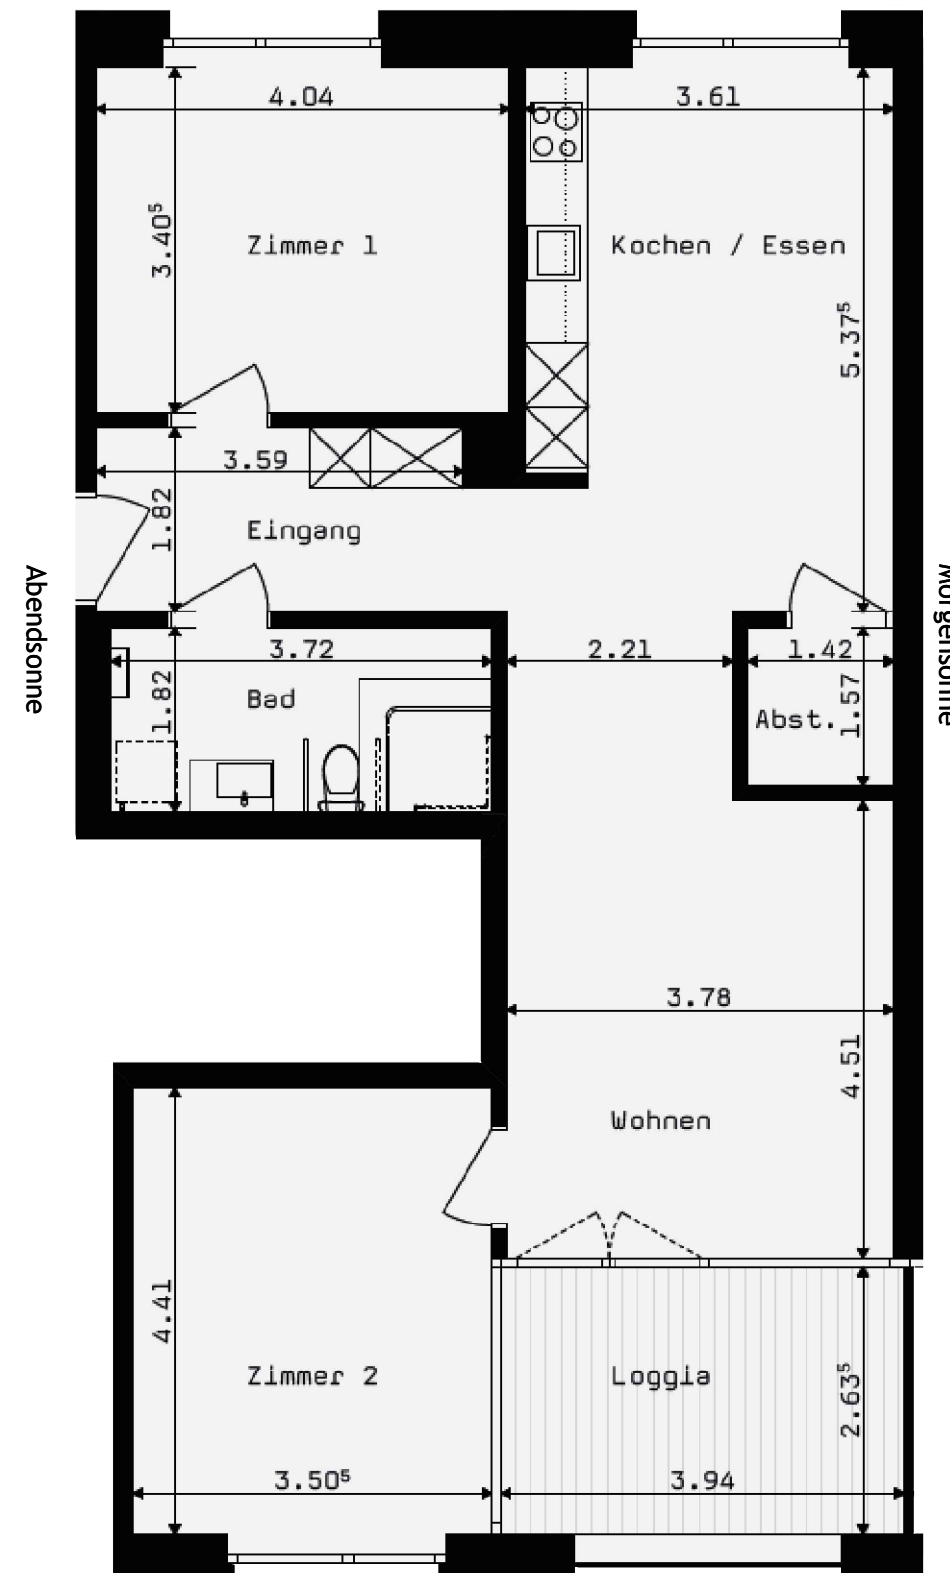 4.04
3.61
3.40⁵
Zimmer 1
Kochen / Essen
5.37⁵
3.59
1.82
Eingang
Abendsonne
Morgensonne
3.72
2.21
1.42
1.82
Bad
1.57
Abst.
3.78
4.51
Wohnen
4.41
Zimmer 2
Loggia
2.63⁵
3.50⁵
3.94